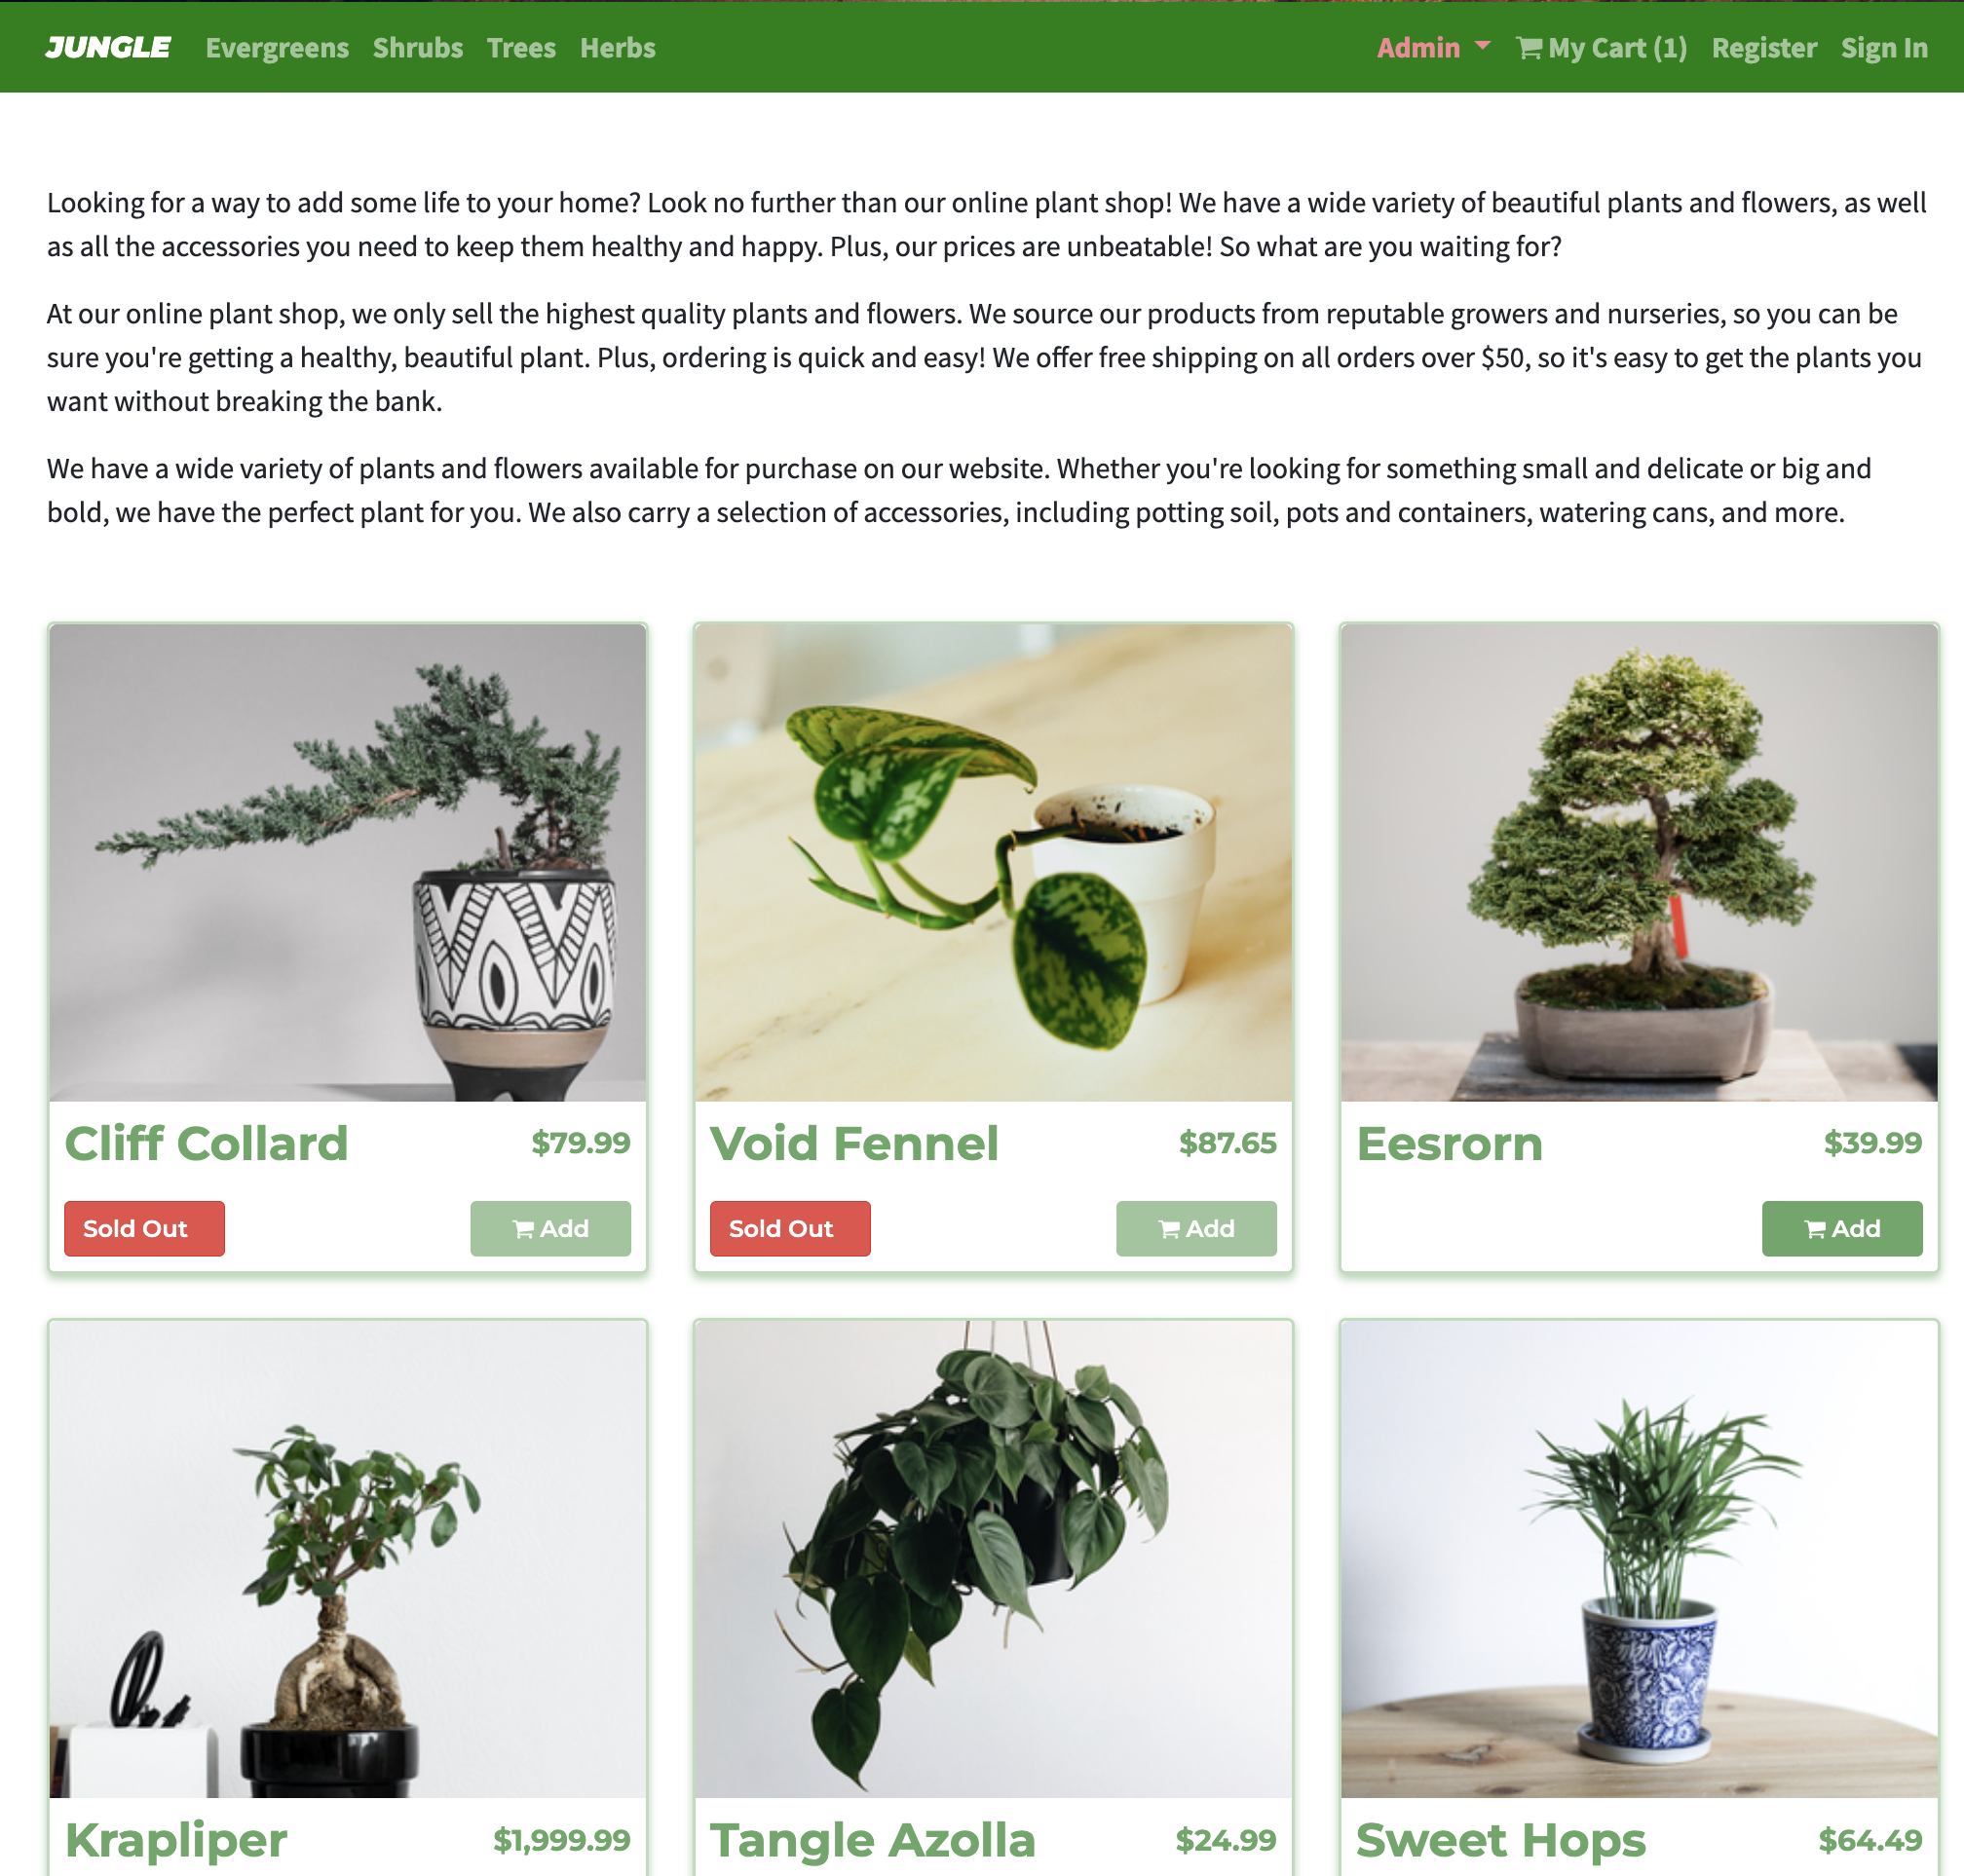 JUNGLE Evergreens Shrubs Trees Herbs Admin My Cart (1) Register Sign In
Looking for a way to add some life to your home? Look no further than our online plant shop! We have a wide variety of beautiful plants and flowers, as well
as all the accessories you need to keep them healthy and happy. Plus, our prices are unbeatable! So what are you waiting for?
At our online plant shop, we only sell the highest quality plants and flowers. We source our products from reputable growers and nurseries, so you can be
sure you're getting a healthy, beautiful plant. Plus, ordering is quick and easy! We offer free shipping on all orders over $50, so it's easy to get the plants you
want without breaking the bank.
We have a wide variety of plants and flowers available for purchase on our website. Whether you're looking for something small and delicate or big and
bold, we have the perfect plant for you. We also carry a selection of accessories, including potting soil, pots and containers, watering cans, and more.
Cliff Collard $79.99
Sold Out Add
Void Fennel $87.65
Sold Out Add
Eesrorn $39.99
Add
Krapliper $1,999.99
Tangle Azolla $24.99
Sweet Hops $64.49